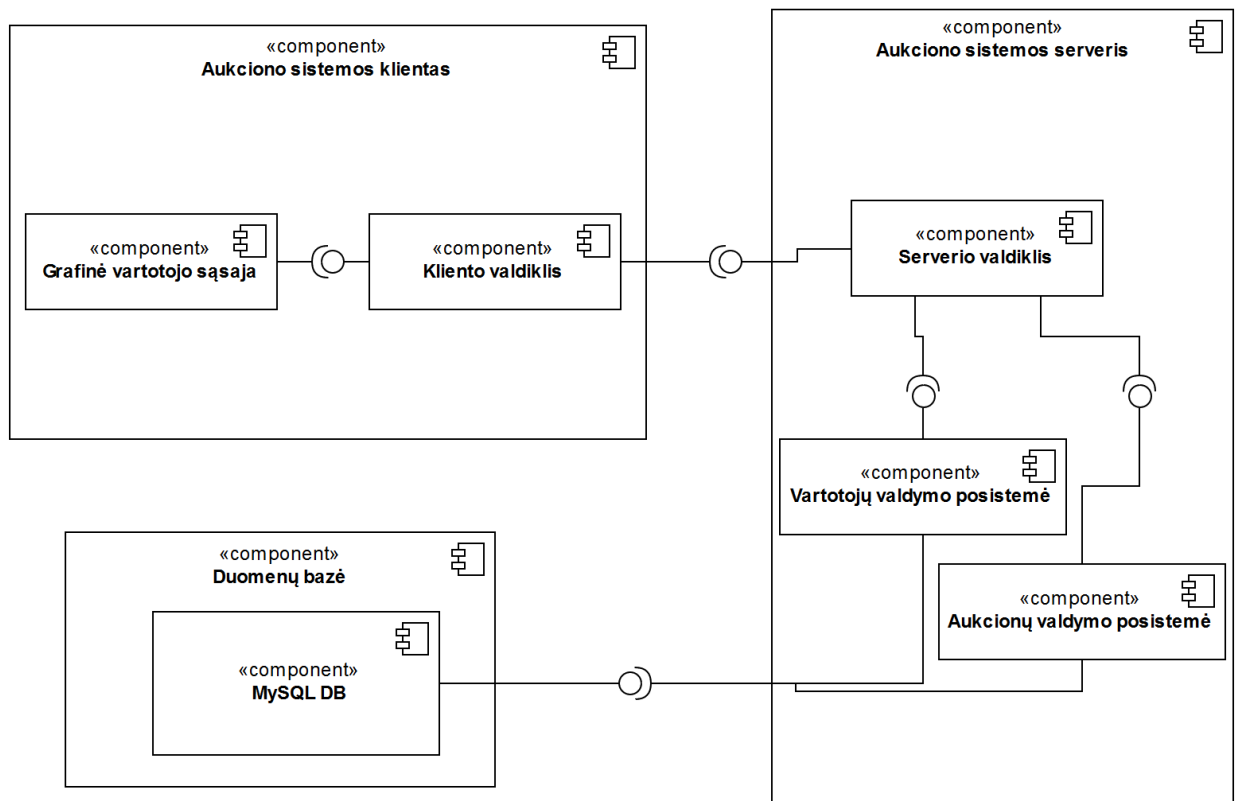 «component»
Aukciono sistemos klientas
«component»
Aukciono sistemos serveris
«component»
Grafinė vartotojo sąsaja
«component»
Kliento valdiklis
«component»
Serverio valdiklis
«component»
Vartotojų valdymo posistemė
«component»
Duomenų bazė
«component»
Aukcionų valdymo posistemė
«component»
MySQL DB